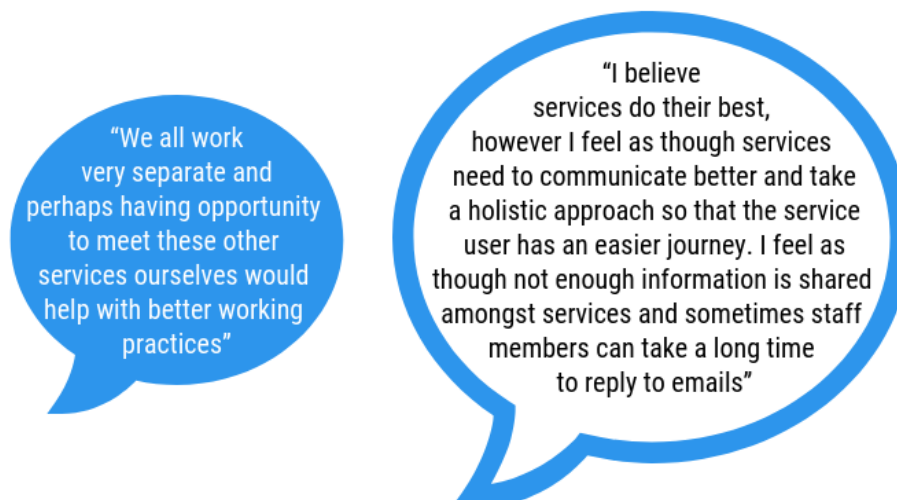 “We all work
very separate and
perhaps having opportunity
to meet these other
services ourselves would
help with better working
practices”
“I believe
services do their best,
however I feel as though services
need to communicate better and take
a holistic approach so that the service
user has an easier journey. I feel as
though not enough information is shared
amongst services and sometimes staff
members can take a long time
to reply to emails”